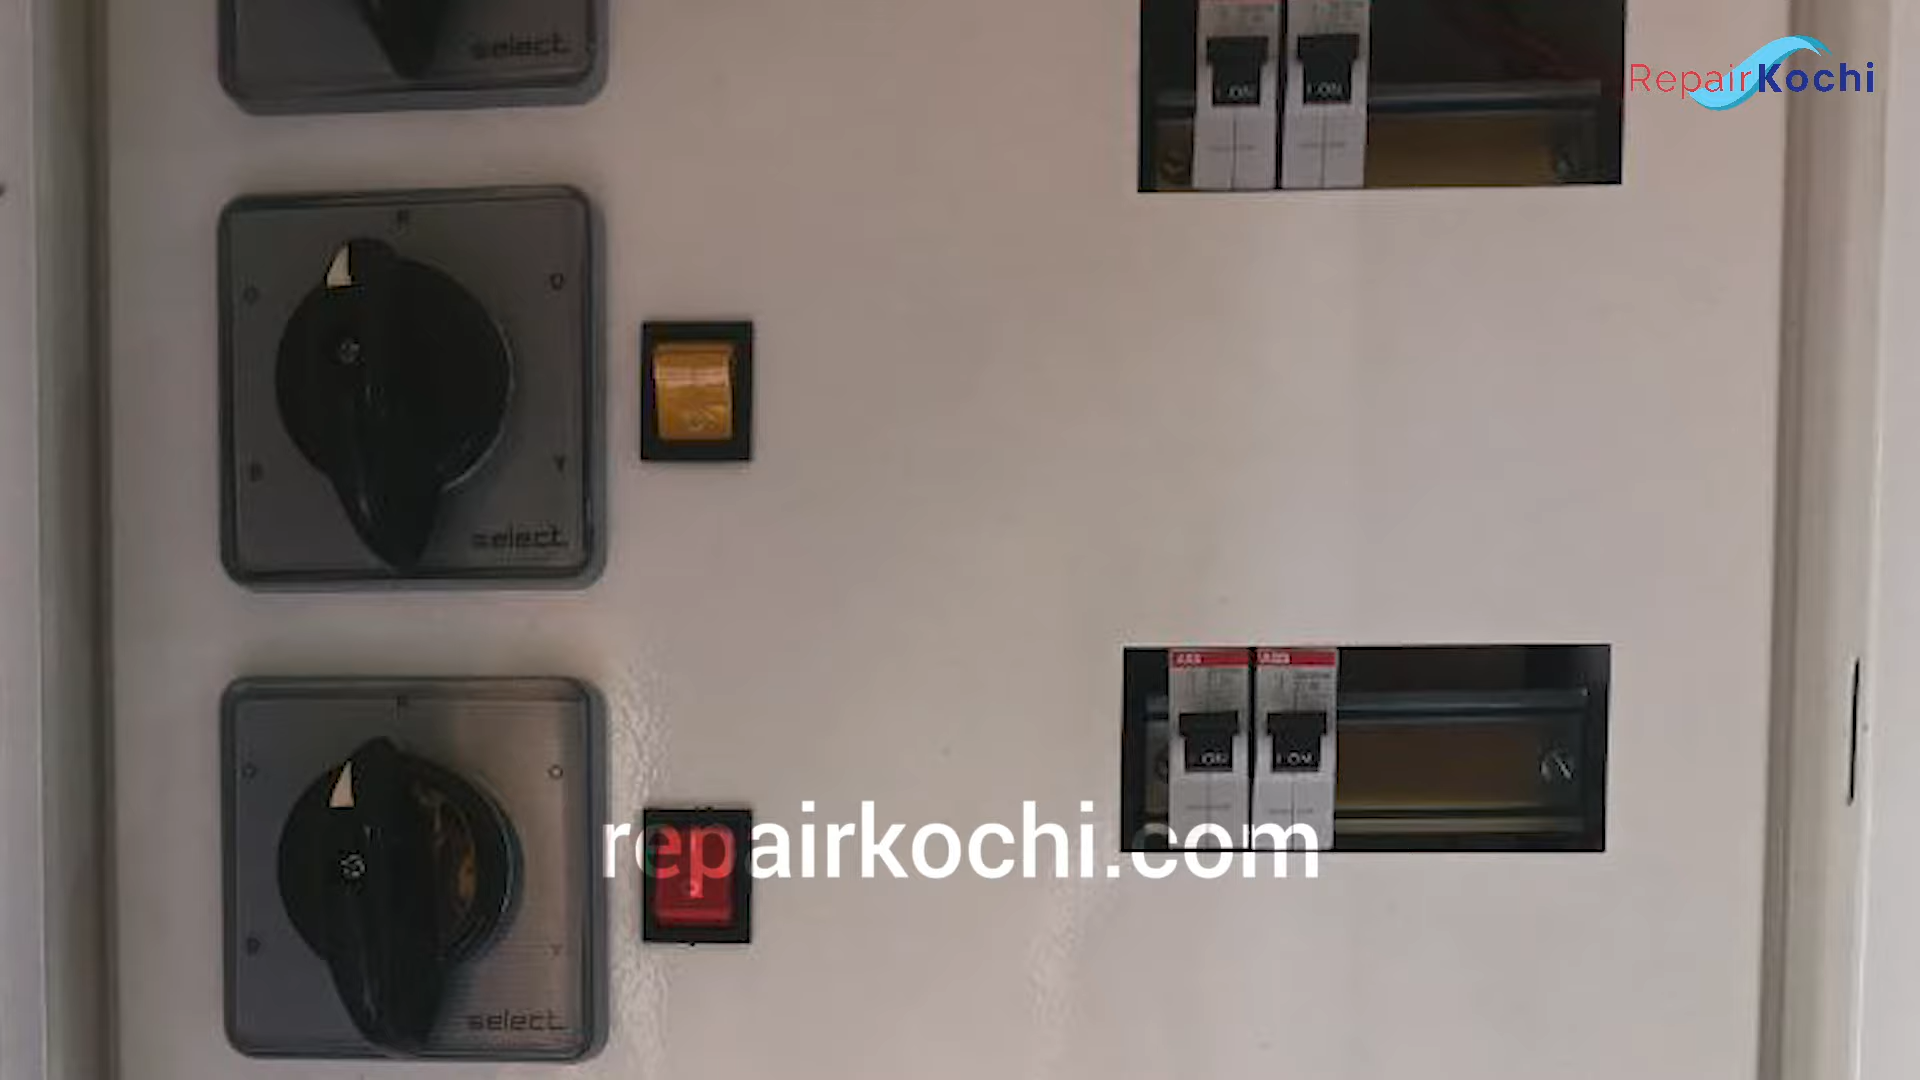 select
I ON
I ON
RepairKochi
R
O
O
B
Y
select
ABB
ABB
R
I ON
I ON
O
O
B
Y
repairkochi.com
select